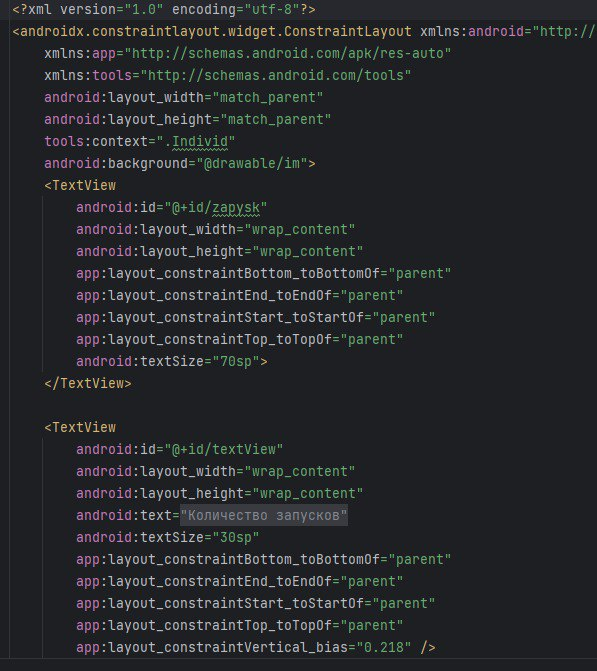 <?xml version="1.0" encoding="utf-8"?>
<androidx.constraintlayout.widget.ConstraintLayout xmlns:android="http://
xmlns:app="http://schemas.android.com/apk/res-auto"
xmlns:tools="http://schemas.android.com/tools"
android:layout_width="match_parent"
android:layout_height="match_parent"
tools:context=".Individ"
android:background="@drawable/im">
<TextView
android:id="@+id/zapysk"
android:layout_width="wrap_content"
android:layout_height="wrap_content"
app:layout_constraintBottom_toBottomOf="parent"
app:layout_constraintEnd_toEndOf="parent"
app:layout_constraintStart_toStartOf="parent"
app:layout_constraintTop_toTopOf="parent"
android:textSize="70sp">
</TextView>
<TextView
android:id="@+id/textView"
android:layout_width="wrap_content"
android:layout_height="wrap_content"
android:text="Количество запусков"
android:textSize="30sp"
app:layout_constraintBottom_toBottomOf="parent"
app:layout_constraintEnd_toEndOf="parent"
app:layout_constraintStart_toStartOf="parent"
app:layout_constraintTop_toTopOf="parent"
app:layout_constraintVertical_bias="0.218" />